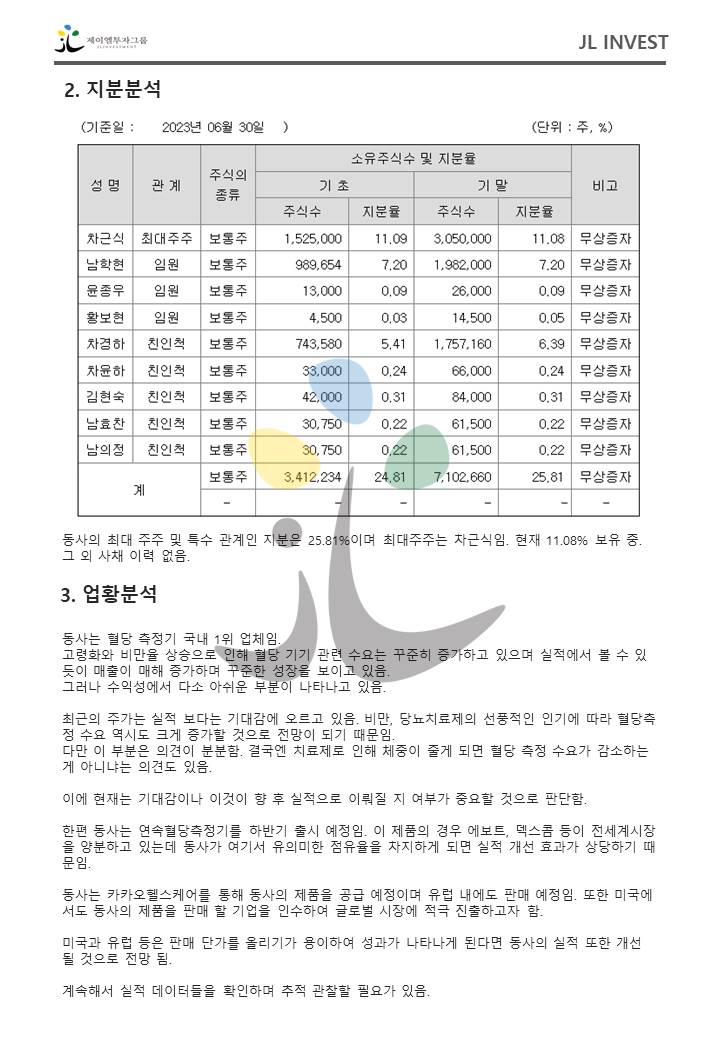 제이엘투자그룹
JLINVESTMENT
JL INVEST
2. 지분분석
(기준일 : 2023년 06월 30일 ) (단위 : 주, %)
성 명 관 계 주식의 종류 소유주식수 및 지분율 비고
기 초 기 말
주식수 지분율 주식수 지분율
차근식 최대주주 보통주 1,525,000 11.09 3,050,000 11.08 무상증자
남학현 임원 보통주 989,654 7.20 1,982,000 7.20 무상증자
윤종우 임원 보통주 13,000 0.09 26,000 0.09 무상증자
황보현 임원 보통주 4,500 0.03 14,500 0.05 무상증자
차경하 친인척 보통주 743,580 5.41 1,757,160 6.39 무상증자
차윤하 친인척 보통주 33,000 0.24 66,000 0.24 무상증자
김현숙 친인척 보통주 42,000 0.31 84,000 0.31 무상증자
남효찬 친인척 보통주 30,750 0.22 61,500 0.22 무상증자
남의정 친인척 보통주 30,750 0.22 61,500 0.22 무상증자
계 보통주 3,412,234 24.81 7,102,660 25.81 무상증자
- - - - - -
동사의 최대 주주 및 특수 관계인 지분은 25.81%이며 최대주주는 차근식임. 현재 11.08% 보유 중.
그 외 사채 이력 없음.
3. 업황분석
동사는 혈당 측정기 국내 1위 업체임.
고령화와 비만율 상승으로 인해 혈당 기기 관련 수요는 꾸준히 증가하고 있으며 실적에서 볼 수 있
듯이 매출이 매해 증가하며 꾸준한 성장을 보이고 있음.
그러나 수익성에서 다소 아쉬운 부분이 나타나고 있음.
최근의 주가는 실적 보다는 기대감에 오르고 있음. 비만, 당뇨치료제의 선풍적인 인기에 따라 혈당측
정 수요 역시도 크게 증가할 것으로 전망이 되기 때문임.
다만 이 부분은 의견이 분분함. 결국엔 치료제로 인해 체중이 줄게 되면 혈당 측정 수요가 감소하는
게 아니냐는 의견도 있음.
이에 현재는 기대감이나 이것이 향 후 실적으로 이뤄질 지 여부가 중요할 것으로 판단함.
한편 동사는 연속혈당측정기를 하반기 출시 예정임. 이 제품의 경우 에보트, 덱스콤 등이 전세계시장
을 양분하고 있는데 동사가 여기서 유의미한 점유율을 차지하게 되면 실적 개선 효과가 상당하기 때
문임.
동사는 카카오헬스케어를 통해 동사의 제품을 공급 예정이며 유럽 내에도 판매 예정임. 또한 미국에
서도 동사의 제품을 판매 할 기업을 인수하여 글로벌 시장에 적극 진출하고자 함.
미국과 유럽 등은 판매 단가를 올리기가 용이하여 성과가 나타나게 된다면 동사의 실적 또한 개선
될 것으로 전망 됨.
계속해서 실적 데이터들을 확인하며 추적 관찰할 필요가 있음.